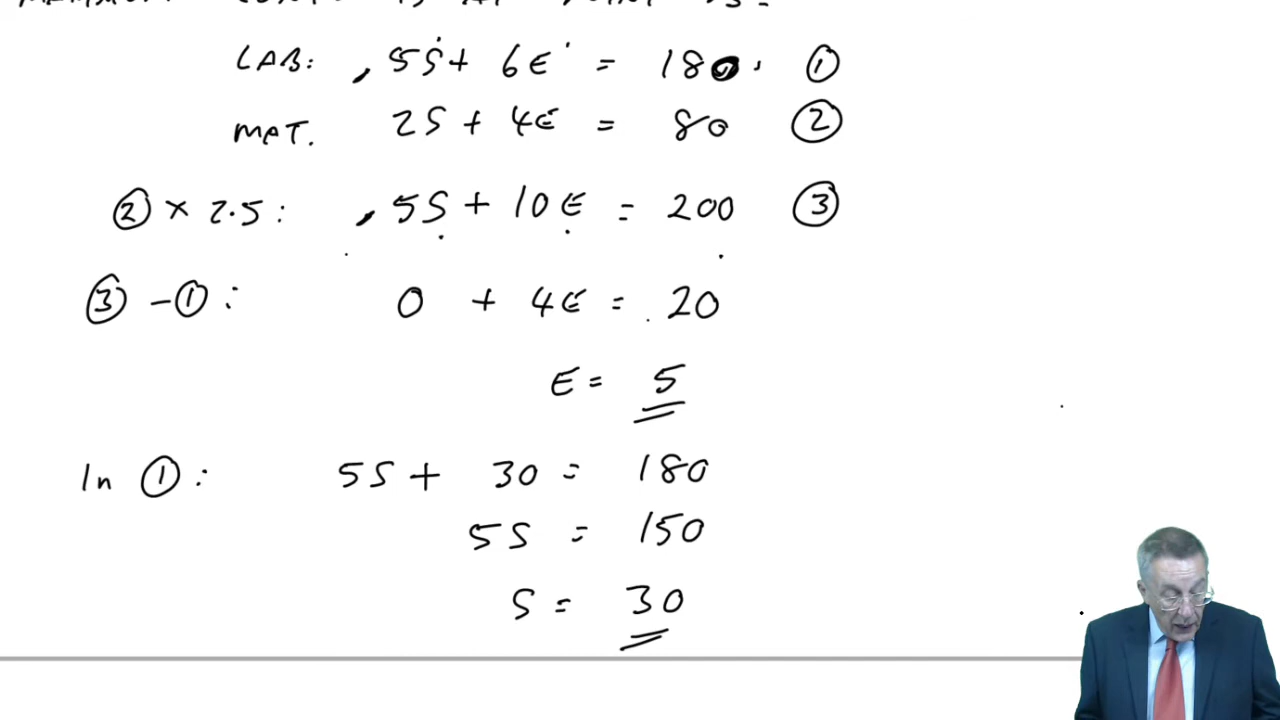 LAB: 5S + 6E = 180 ①
MAT. 2S + 4E = 80 ②
② × 2.5: 5S + 10E = 200 ③
③ - ①: 0 + 4E = 20
E = 5
In ①: 5S + 30 = 180
5S = 150
S = 30